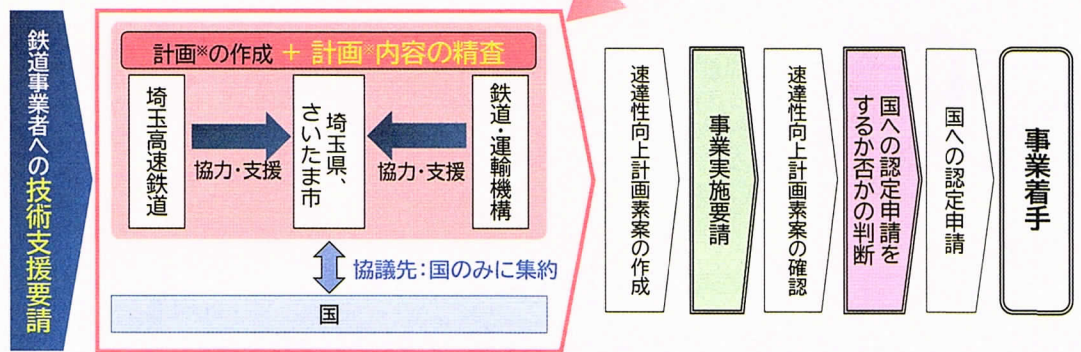 鉄道事業者への技術支援要請
計画※の作成 + 計画※内容の精査
埼玉高速鉄道
協力・支援
埼玉県、
さいたま市
協力・支援
鉄道・運輸機構
協議先：国のみに集約
国
速達性向上計画素案の作成
事業実施要請
速達性向上計画素案の確認
国への認定申請を
するか否かの判断
国への認定申請
事業着手